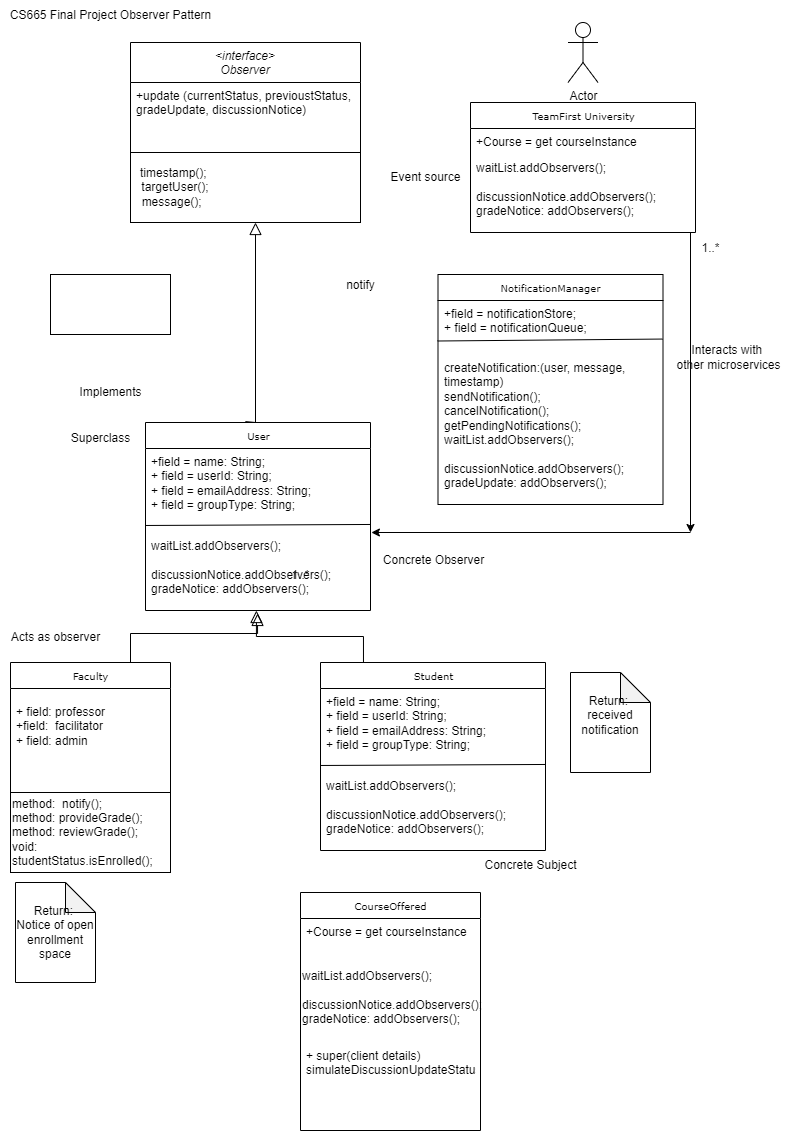 CS665 Final Project Observer Pattern
<interface>
Observer
+update (currentStatus, previoustStatus,
gradeUpdate, discussionNotice)
timestamp();
targetUser();
message();
Actor
TeamFirst University
+Course = get courseInstance
waitList.addObservers();
discussionNotice.addObservers();
gradeNotice: addObservers();
Event source
1..*
notify
NotificationManager
+field = notificationStore;
+ field = notificationQueue;
createNotification:(user, message,
timestamp)
sendNotification();
cancelNotification();
getPendingNotifications();
waitList.addObservers();
discussionNotice.addObservers();
gradeUpdate: addObservers();
Interacts with
other microservices
Implements
Superclass
User
+field = name: String;
+ field = userId: String;
+ field = emailAddress: String;
+ field = groupType: String;
waitList.addObservers();
discussionNotice.addObservers();
gradeNotice: addObservers();
Concrete Observer
Acts as observer
Faculty
+ field: professor
+field:  facilitator
+ field: admin
method:  notify();
method: provideGrade();
method: reviewGrade();
void:
studentStatus.isEnrolled();
Student
+field = name: String;
+ field = userId: String;
+ field = emailAddress: String;
+ field = groupType: String;
waitList.addObservers();
discussionNotice.addObservers();
gradeNotice: addObservers();
Return:
received
notification
Concrete Subject
Return:
Notice of open
enrollment
space
CourseOffered
+Course = get courseInstance
waitList.addObservers();
discussionNotice.addObservers()
gradeNotice: addObservers();
+ super(client details)
simulateDiscussionUpdateStatu